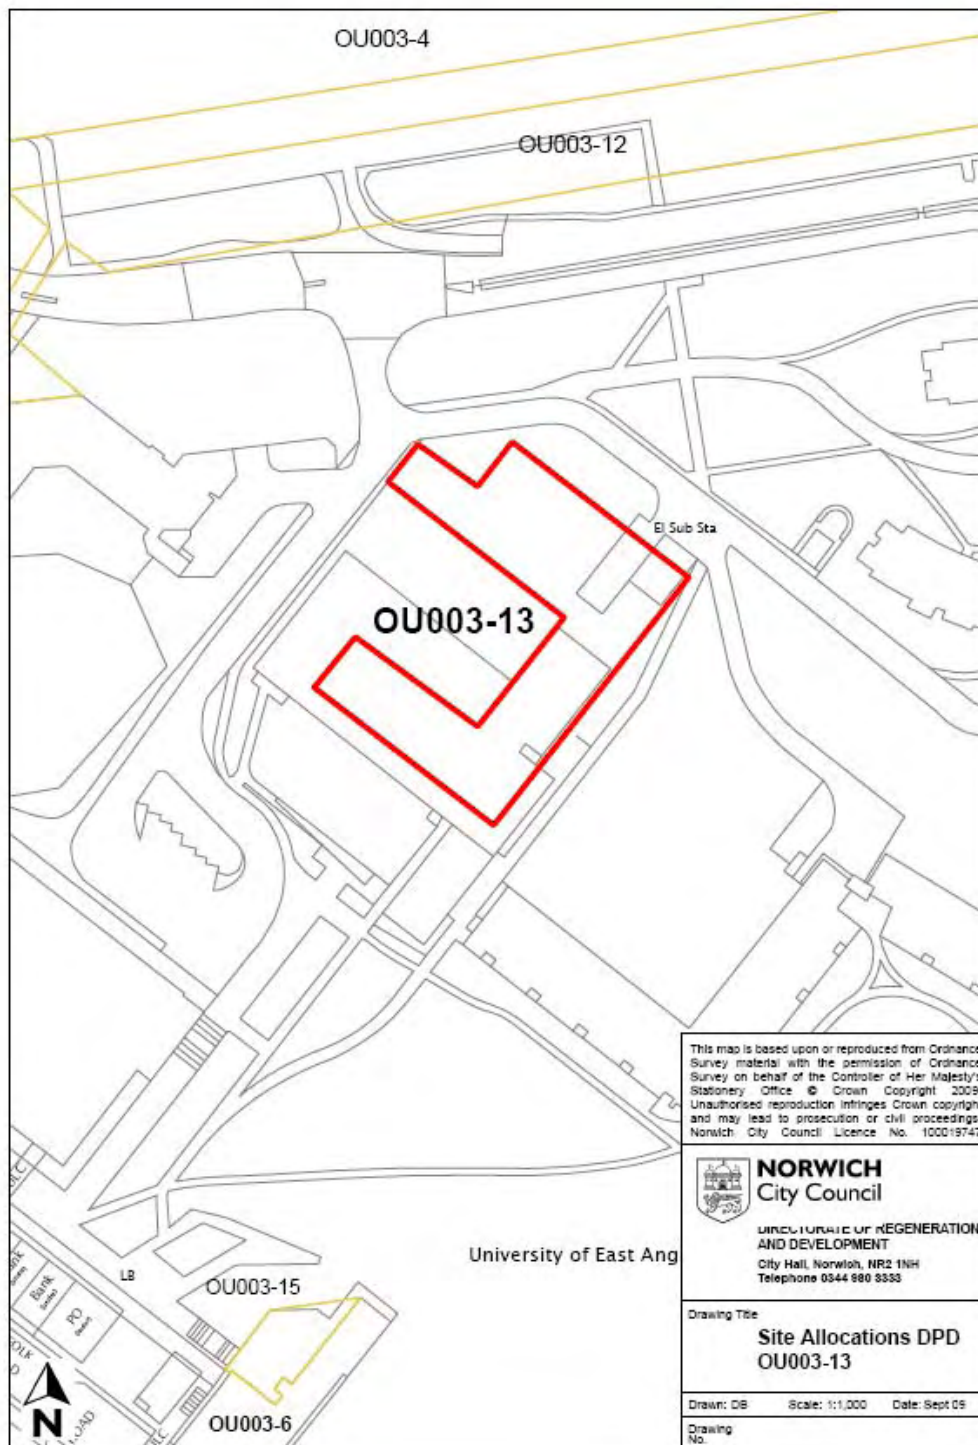 OU003-4
OU003-12
El Sub Sta
OU003-13
This map is based upon or reproduced from Ordnance
Survey material with the permission of Ordnance
Survey on behalf of the Controller of Her Majesty's
Stationery Office © Crown Copyright 2009
Unauthorised reproduction infringes Crown copyrigh
and may lead to prosecution or civil proceedings
Norwich City Council Licence No. 100019747
NORWICH
City Council
DIRECTORATE OF REGENERATION
AND DEVELOPMENT
City Hall, Norwich, NR2 1NH
Telephone 0344 980 3333
University of East Ang
LB
OU003-15
Bank
PO
OU003-6
N
Drawing Title
Site Allocations DPD
OU003-13
Drawn: DB Scale: 1:1,000 Date: Sept 09
Drawing
No.